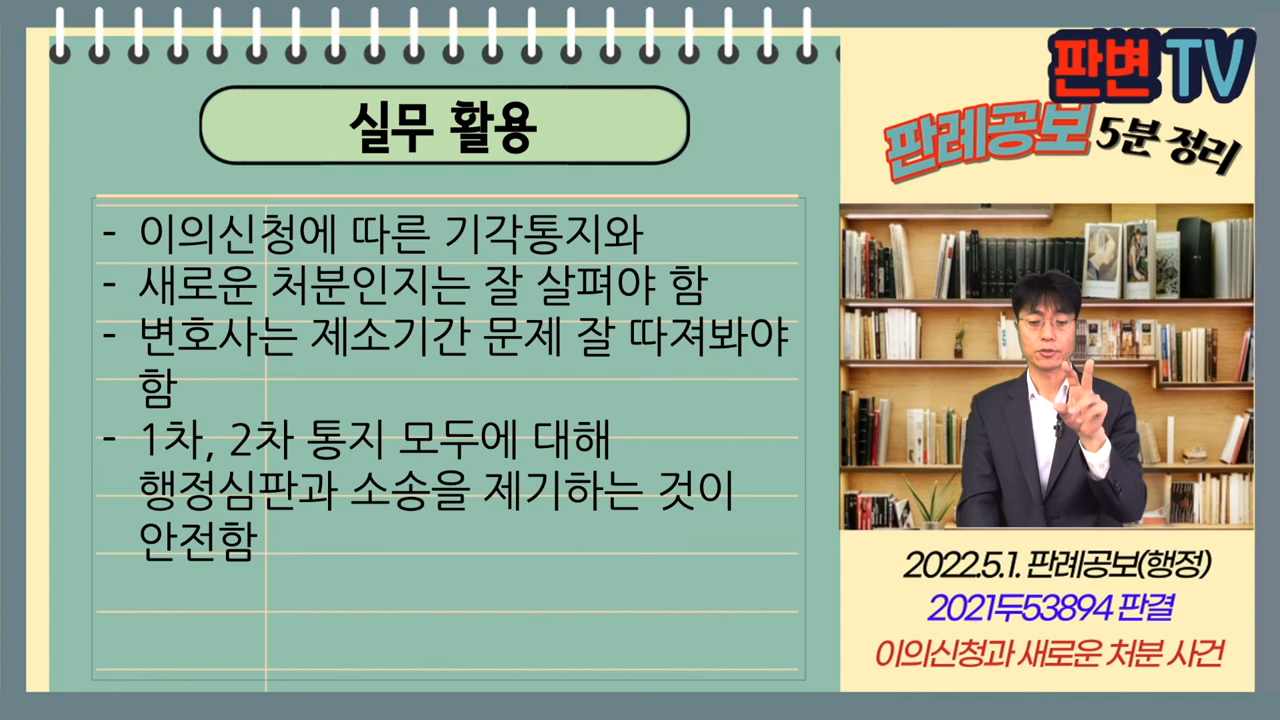 실무 활용
- 이의신청에 따른 기각통지와
- 새로운 처분인지는 잘 살펴야 함
- 변호사는 제소기간 문제 잘 따져봐야
함
- 1차, 2차 통지 모두에 대해
행정심판과 소송을 제기하는 것이
안전함
판변 TV
판례공보 5분 정리
2022.5.1. 판례공보(행정)
2021두53894 판결
이의신청과 새로운 처분 사건